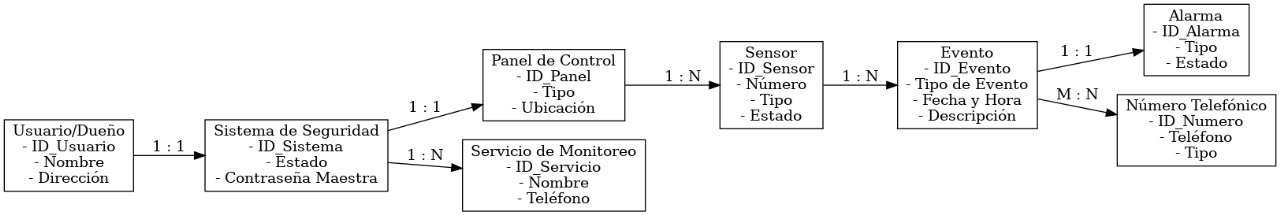 Usuario/Dueño
- ID_Usuario
- Nombre
- Dirección
1 : 1
Sistema de Seguridad
- ID_Sistema
- Estado
- Contraseña Maestra
1 : 1
Panel de Control
- ID_Panel
- Tipo
- Ubicación
1 : N
Servicio de Monitoreo
- ID_Servicio
- Nombre
- Teléfono
1 : N
Sensor
- ID_Sensor
- Número
- Tipo
- Estado
1 : N
Evento
- ID_Evento
- Tipo de Evento
- Fecha y Hora
- Descripción
1 : 1
Alarma
- ID_Alarma
- Tipo
- Estado
M : N
Número Telefónico
- ID_Numero
- Teléfono
- Tipo